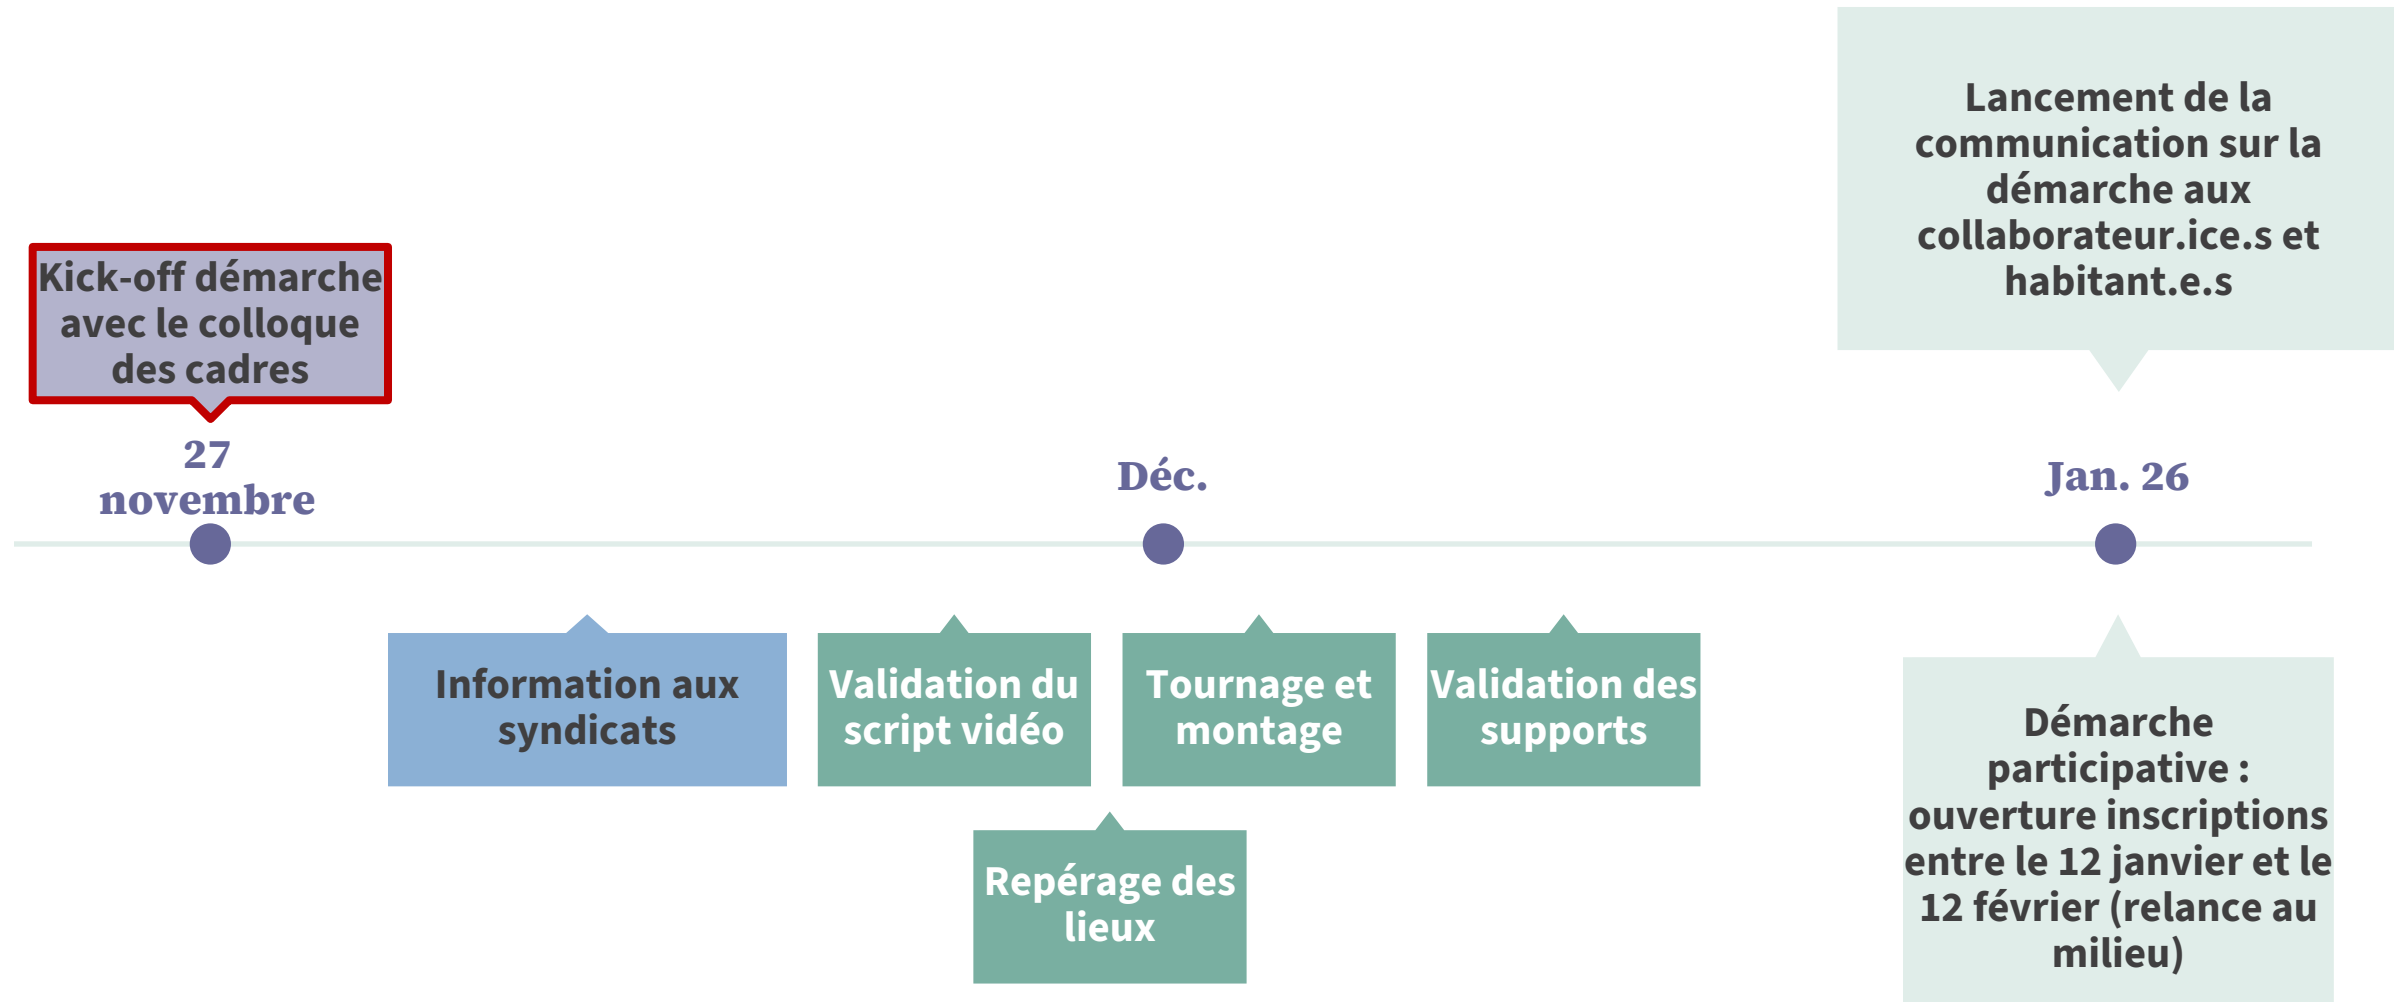 Lancement de la
communication sur la
démarche aux
collaborateur.ice.s et
habitant.e.s
Kick-off démarche
avec le colloque
des cadres
27
novembre
Déc.
Jan. 26
Information aux
syndicats
Validation du
script vidéo
Tournage et
montage
Validation des
supports
Repérage des
lieux
Démarche
participative :
ouverture inscriptions
entre le 12 janvier et le
12 février (relance au
milieu)